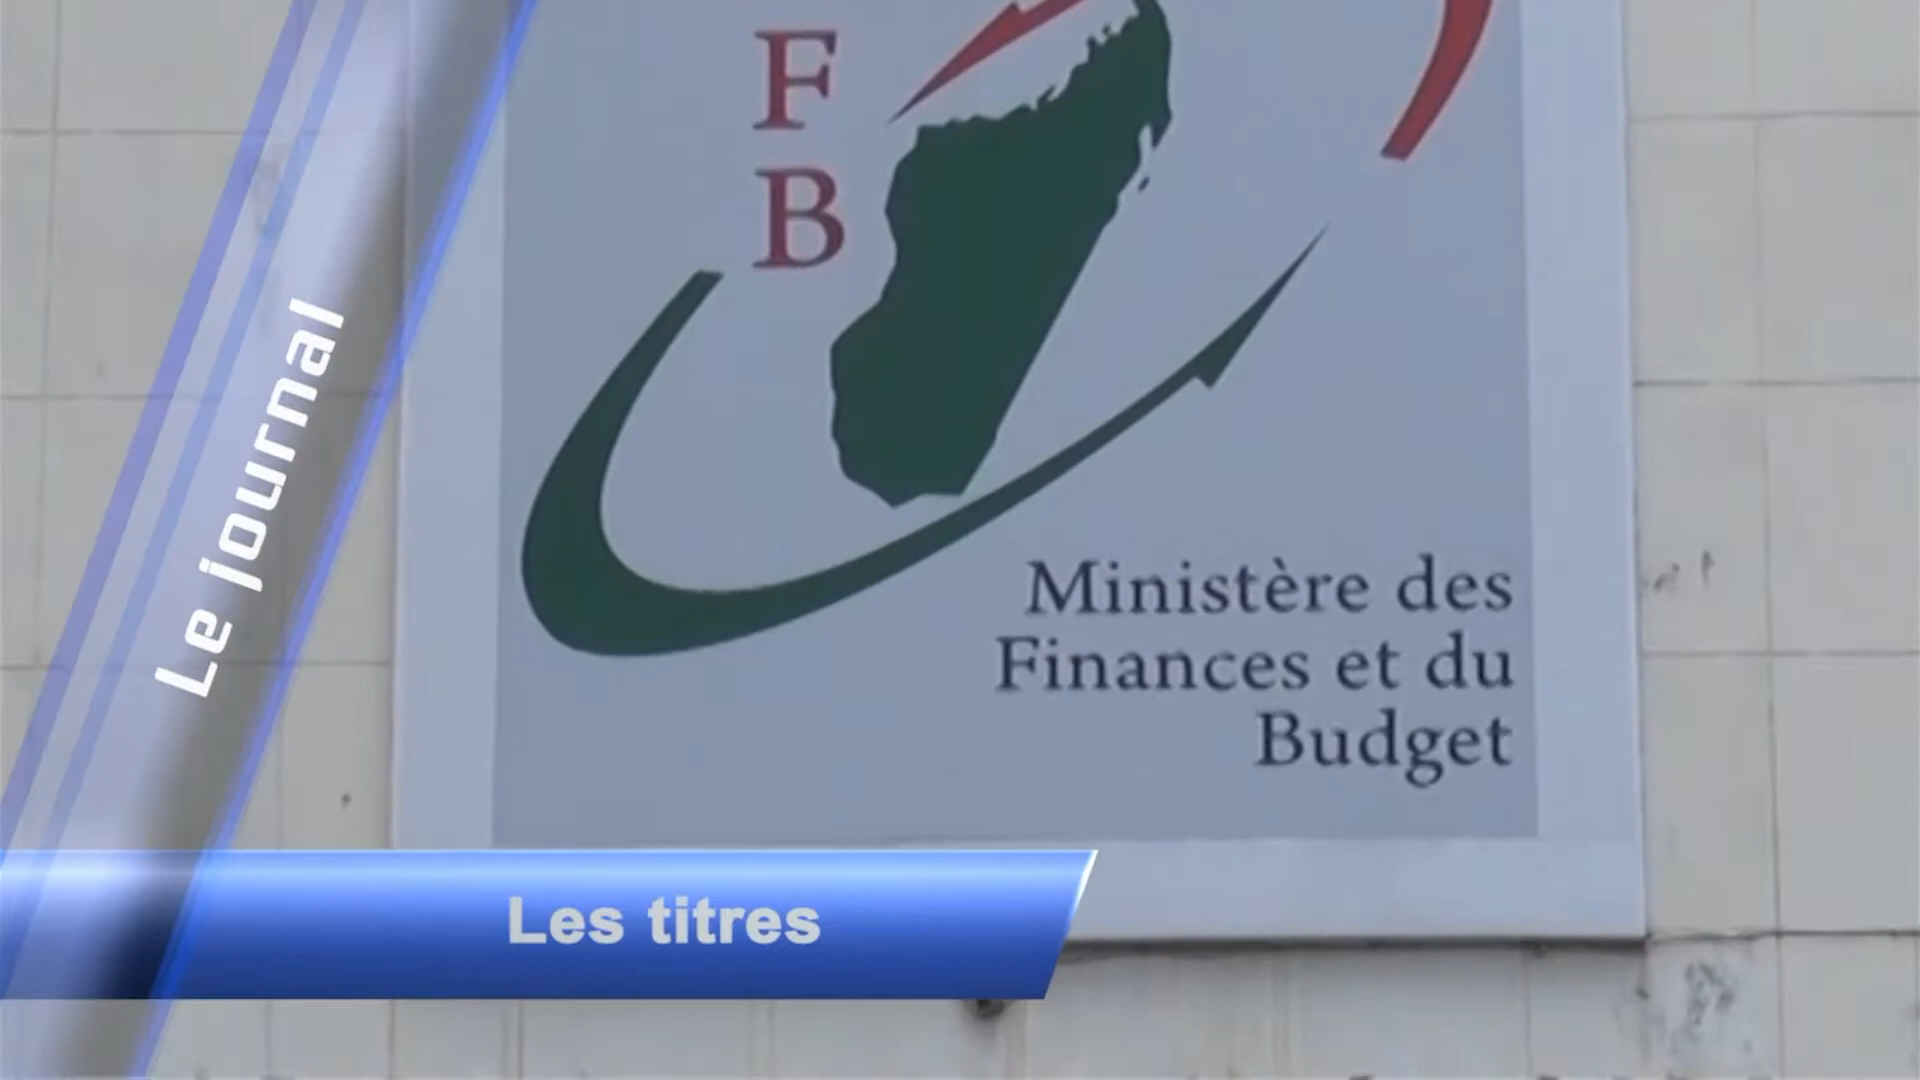 F
B
Le journal
Ministère des
Finances et du
Budget
Les titres